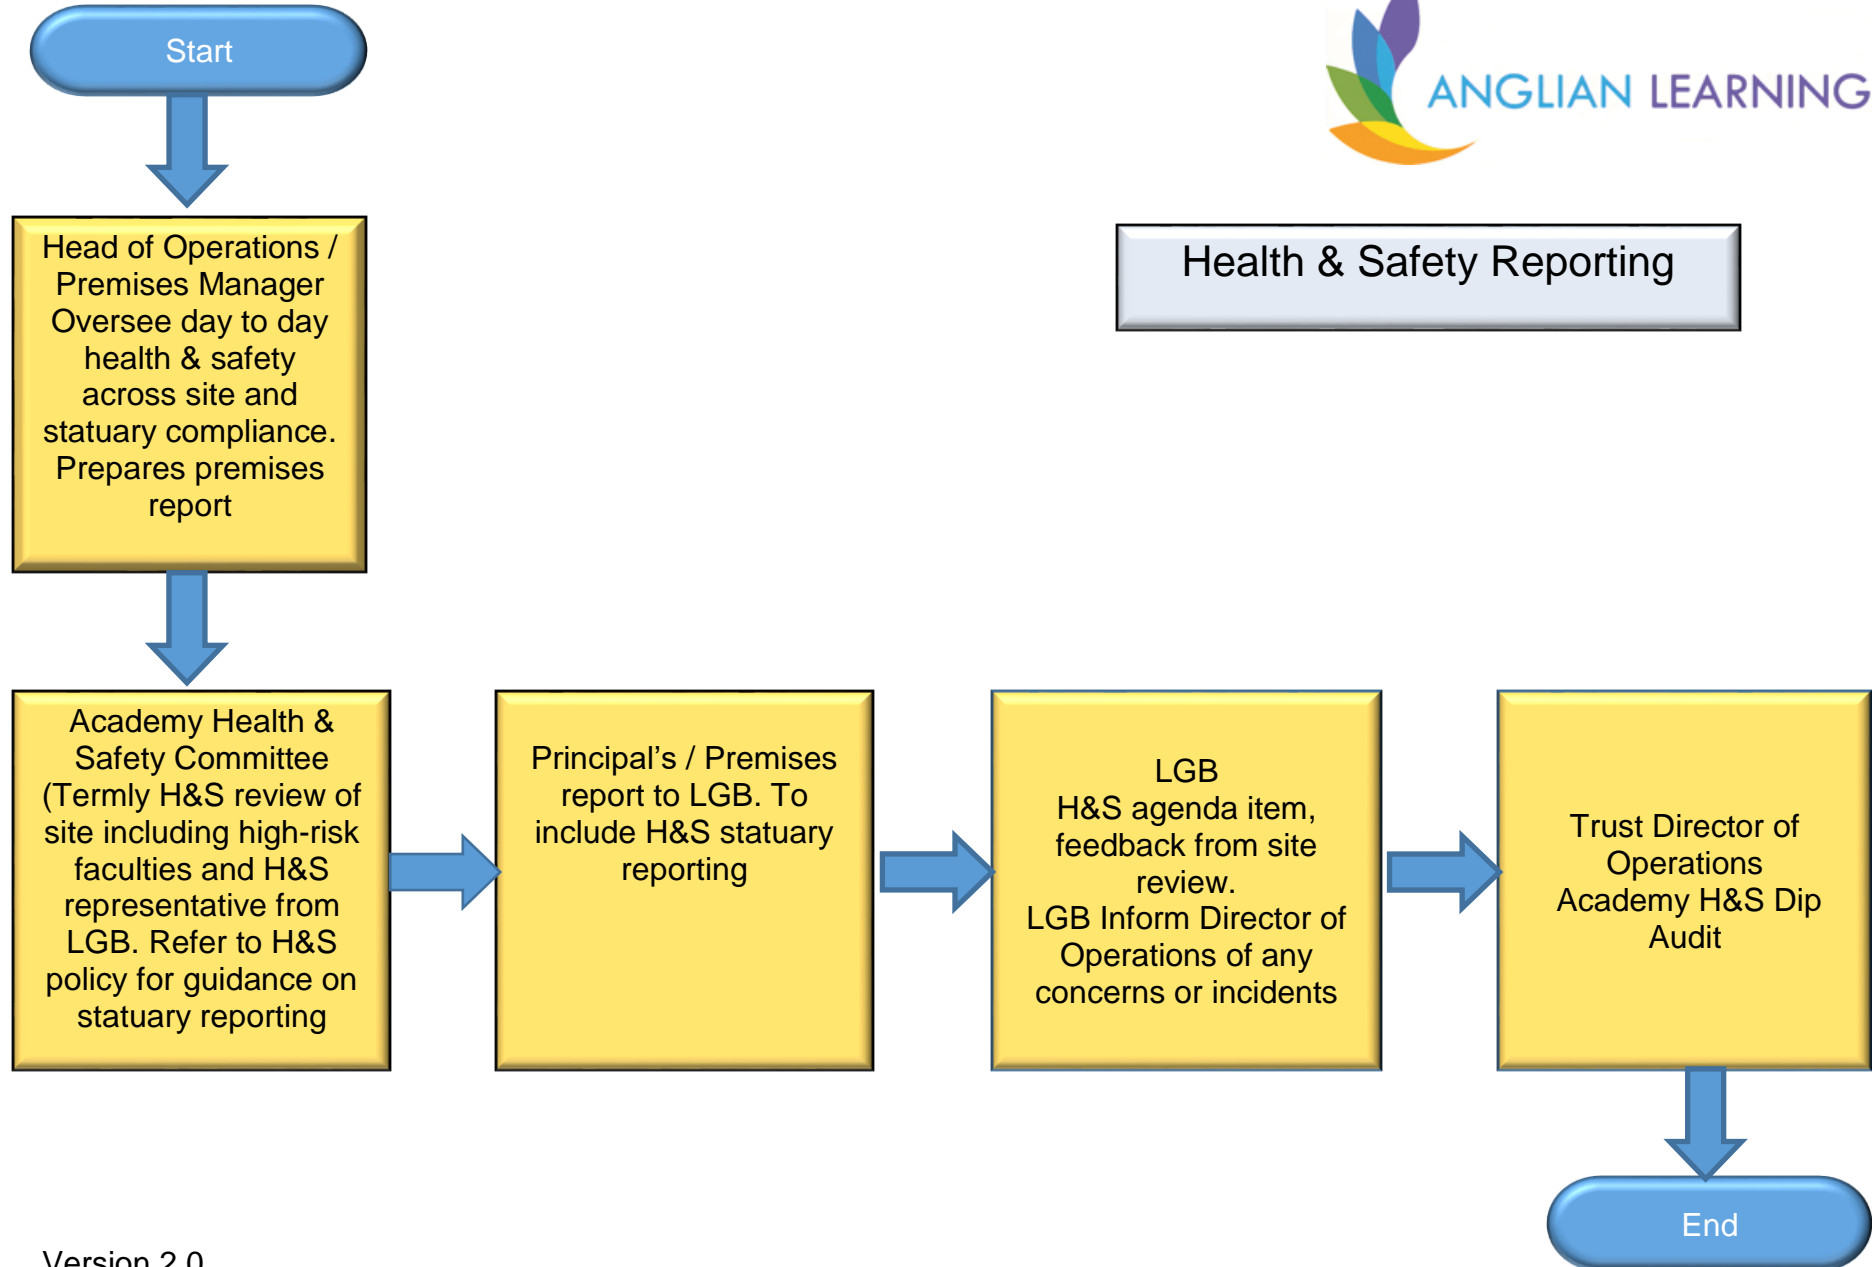 Start
ANGLIAN LEARNING
Health & Safety Reporting
Head of Operations /
Premises Manager
Oversee day to day
health & safety
across site and
statuary compliance.
Prepares premises
report
Academy Health &
Safety Committee
(Termly H&S review of
site including high-risk
faculties and H&S
representative from
LGB. Refer to H&S
policy for guidance on
statuary reporting
Principal’s / Premises
report to LGB. To
include H&S statuary
reporting
LGB
H&S agenda item,
feedback from site
review.
LGB Inform Director of
Operations of any
concerns or incidents
Trust Director of
Operations
Academy H&S Dip
Audit
End
Version 2.0